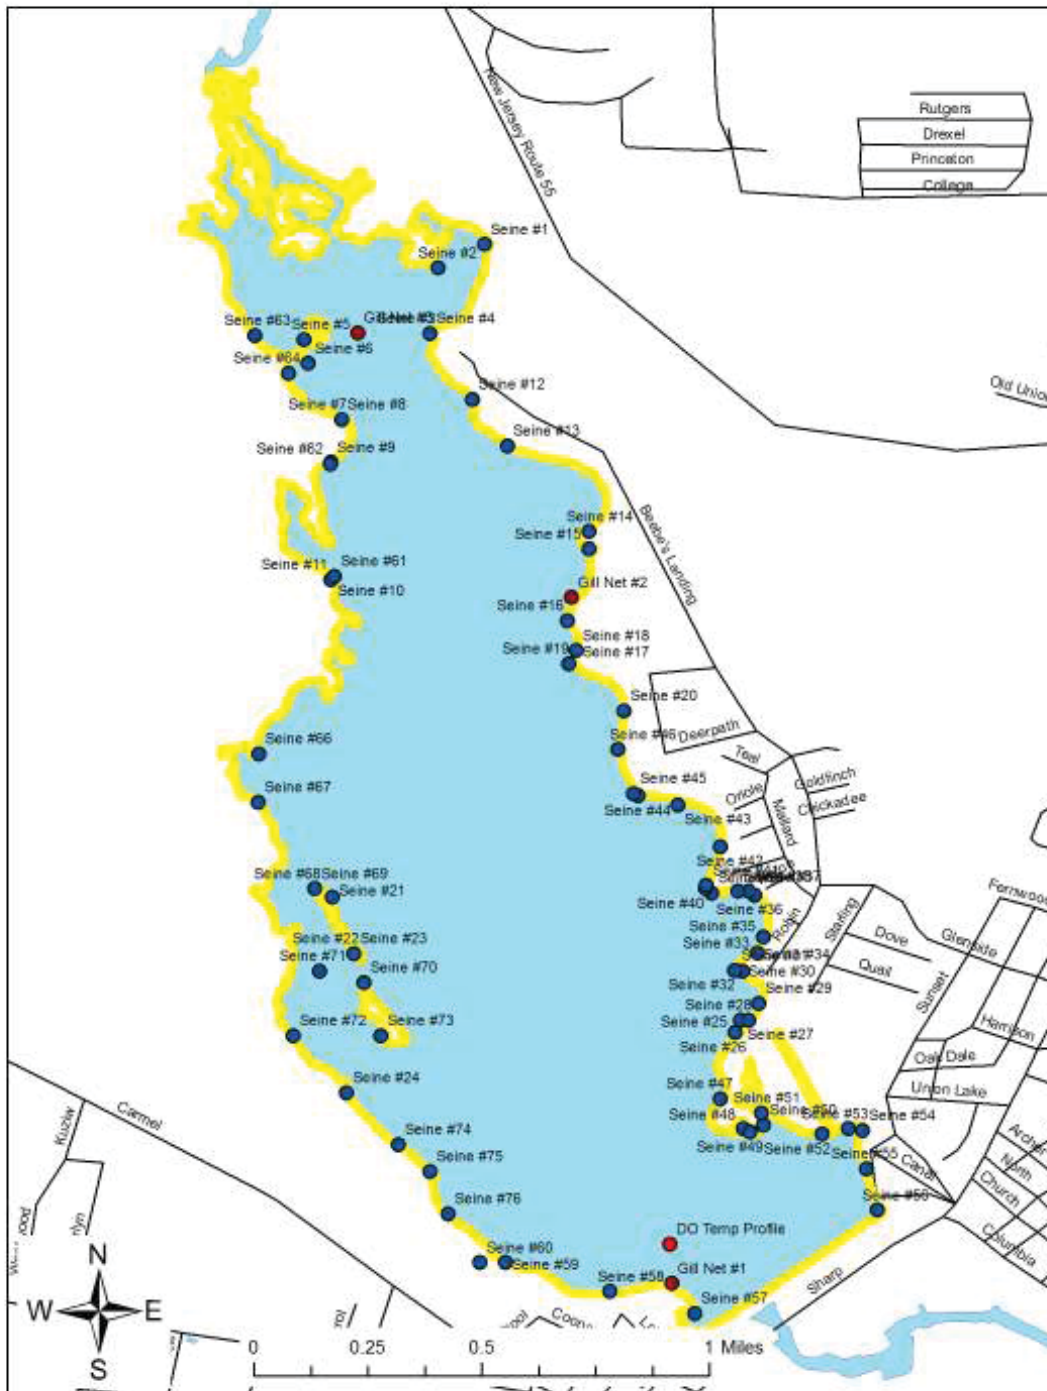 New Jersey Route 55
Rutgers
Drexel
Princeton
College
Seine #1
Seine #2
Seine #63
Seine #5
Seine #4
Seine #6
Seine #64
Seine #12
Old Union
Seine #7
Seine #8
Seine #13
Seine #62
Seine #9
Seine #14
Seine #15
Beebe's Landing
Seine #11
Seine #61
Seine #10
Gill Net #2
Seine #16
Seine #18
Seine #19
Seine #17
Seine #20
Deerpath
Seine #46
Seine #66
Teal
Goldfinch
Seine #67
Seine #45
Oriole
Chickadee
Seine #44
Mallard
Seine #43
Seine #42
Seine #68
Seine #69
Seine #21
Seine #40
Seine #36
Fernwood
Robin
Starling
Seine #35
Dove
Glenside
Seine #22
Seine #23
Seine #33
Seine #71
Seine #70
Seine #32
Seine #30
Quail
Sunset
Seine #29
Seine #28
Seine #72
Seine #73
Seine #25
Seine #27
Harrison
Seine #26
Oak Dale
Seine #24
Seine #47
Union Lake
Seine #51
Seine #50
Carmel
Kuziw
Seine #48
Seine #53
Seine #54
Archer
Seine #74
Seine #49
Seine #52
Seine #55
North
Canal
Seine #75
Church
Seine #76
Columbia
DO Temp Profile
Seine #60
Seine #59
Gill Net #1
Sharp
Seine #58
Seine #57
N
W
E
S
0
0.25
0.5
1 Miles